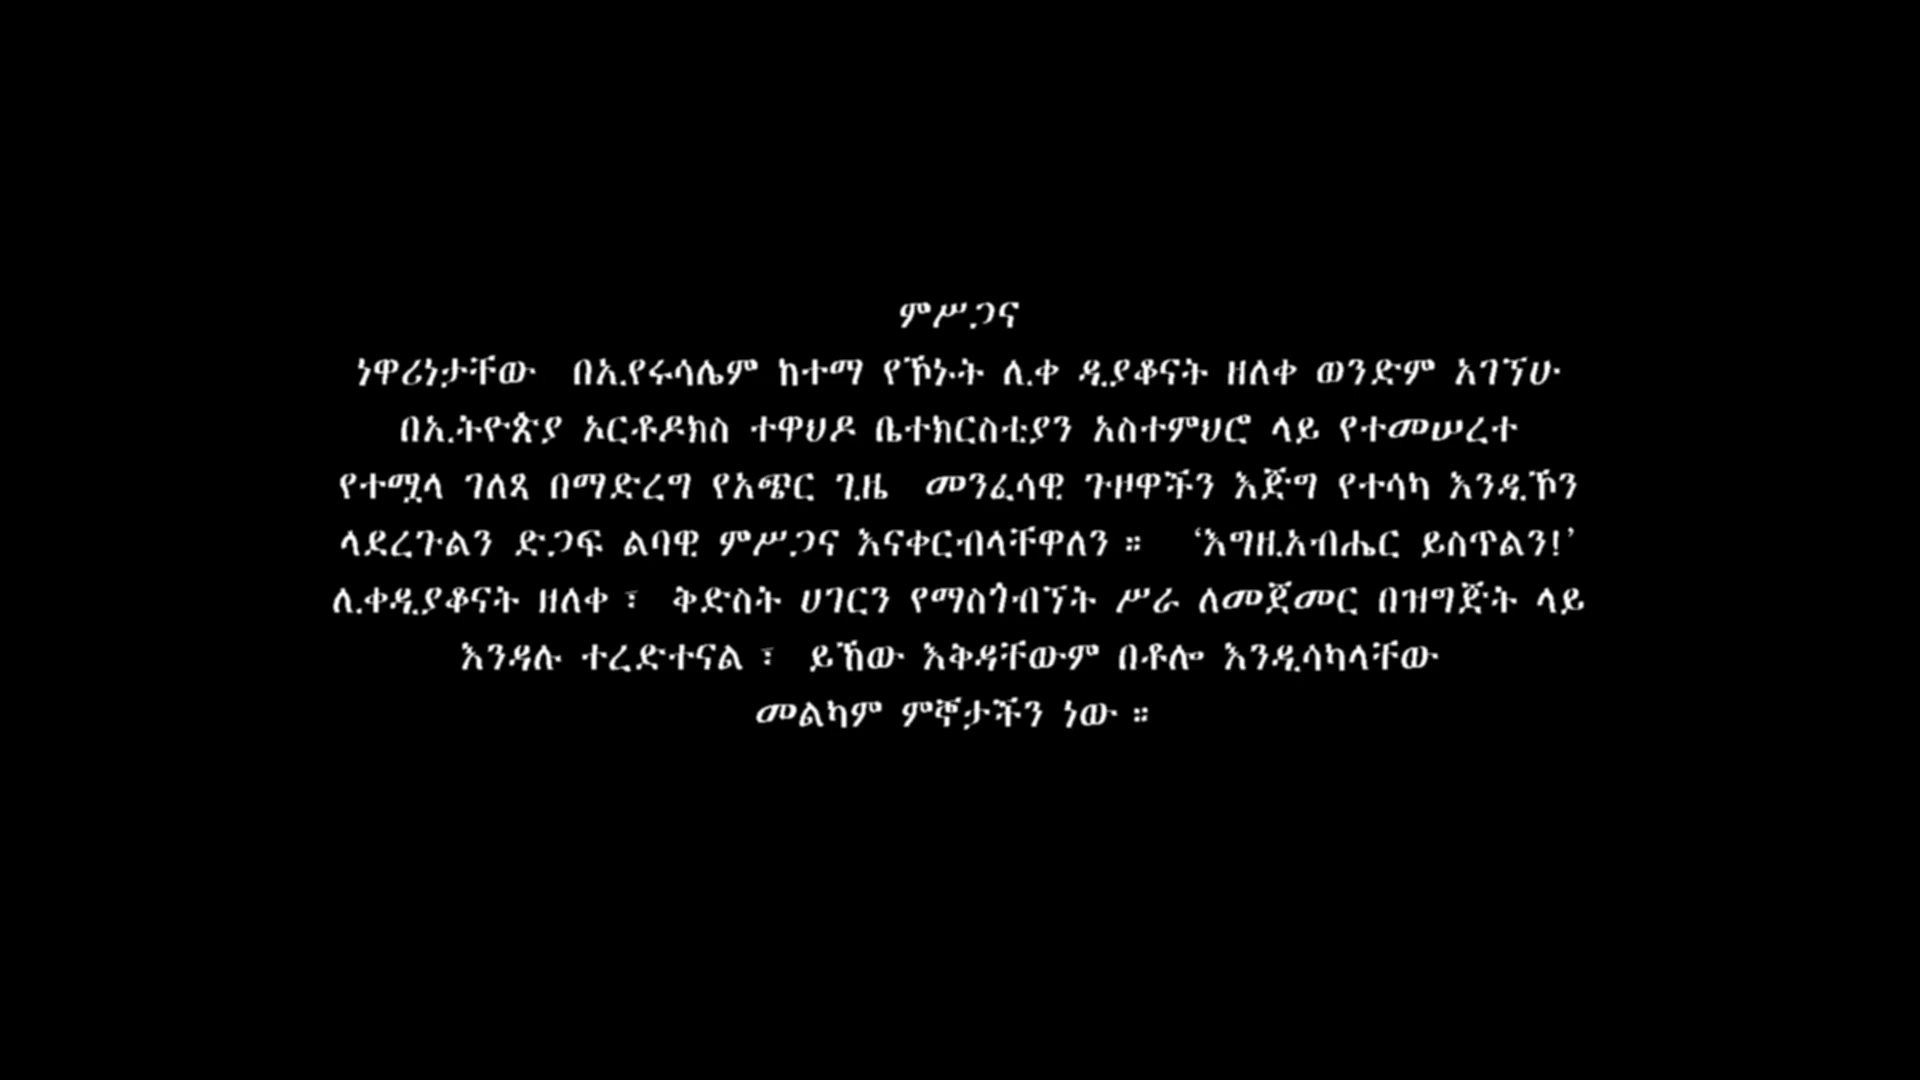 ምሥጋና
ነዋሪነታቸው በኢየሩሳሌም ከተማ የኾኑት ሊቀ ዲያቆናት ዘለቀ ወንድም አገኘሁ
በኢትዮጵያ ኦርቶዶክስ ተዋህዶ ቤተክርስቲያን አስተምህሮ ላይ የተመሠረተ
የተሟላ ገለጻ በማድረግ የአጭር ጊዜ መንፈሳዊ ጉዞዋችን እጅግ የተሳካ እንዲኾን
ላደረጉልን ድጋፍ ልባዊ ምሥጋና እናቀርብላቸዋለን ። ‘እግዚአብሔር ይስጥልን!’
ሊቀዲያቆናት ዘለቀ ፣ ቅድስት ሀገርን የማስጎብኘት ሥራ ለመጀመር በዝግጅት ላይ
እንዳሉ ተረድተናል ፣ ይኸው እቅዳቸውም በቶሎ እንዲሳካላቸው
መልካም ምኞታችን ነው ።